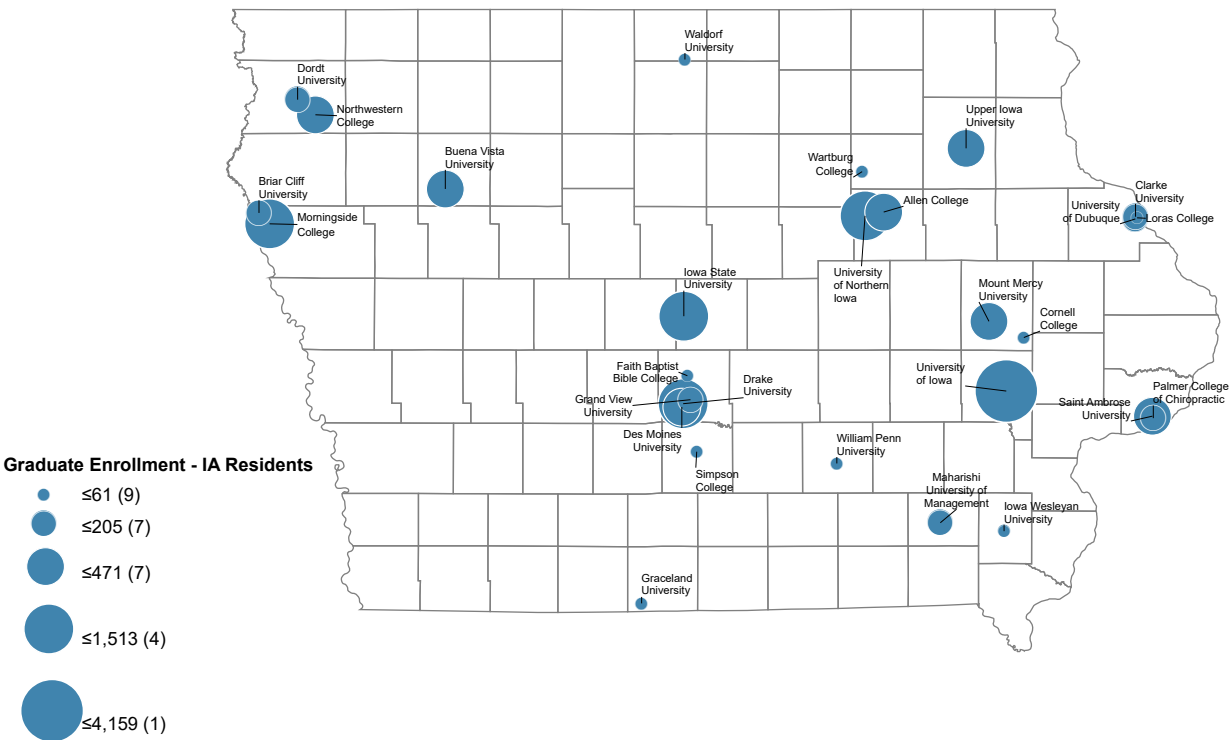 Waldorf
University
Dordt
University
Northwestern
College
Upper Iowa
University
Buena Vista
University
Wartburg
College
Briar Cliff
University
Morningside
College
Allen College
Clarke
University
University
of Dubuque
Loras College
University
of Northern
Iowa
Iowa State
University
Mount Mercy
University
Cornell
College
Faith Baptist
Bible College
Drake
University
Grand View
University
Des Moines
University
University
of Iowa
Palmer College
of Chiropractic
Saint Ambrose
University
William Penn
University
Simpson
College
Maharishi
University of
Management
Iowa Wesleyan
University
Graceland
University
Graduate Enrollment - IA Residents
≤61 (9)
≤205 (7)
≤471 (7)
≤1,513 (4)
≤4,159 (1)